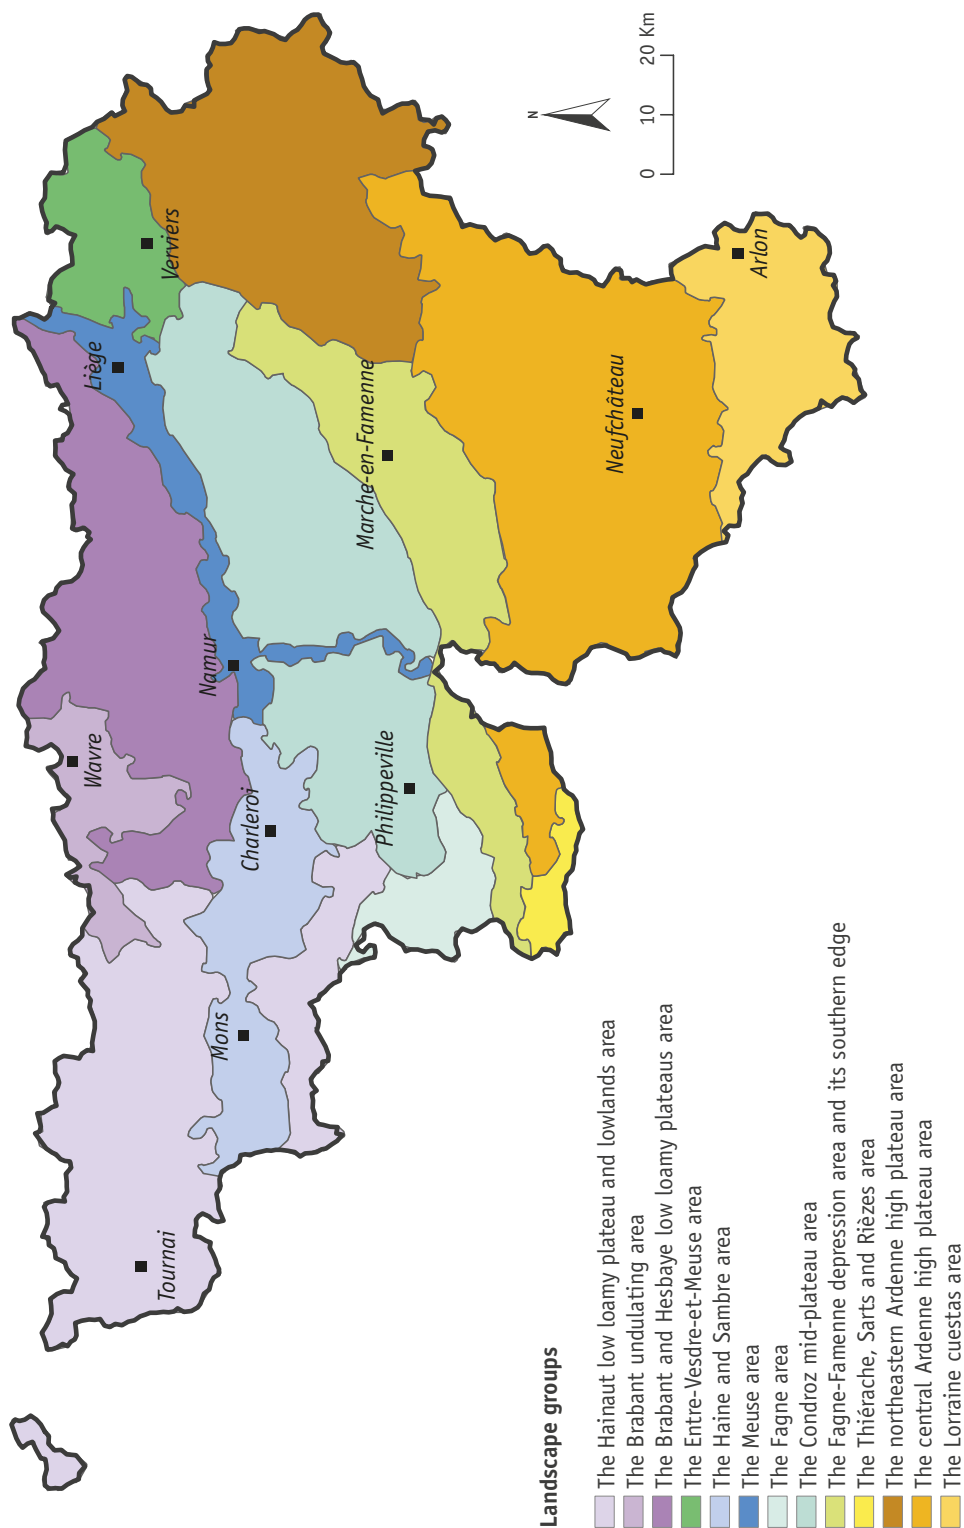 Tournai
Mons
Charleroi
Wavre
Namur
Philippeville
Liège
Marche-en-Famenne
Verviers
Neufchâteau
Arlon
N
0 10 20 Km
Landscape groups
The Hainaut low loamy plateau and lowlands area
The Brabant undulating area
The Brabant and Hesbaye low loamy plateaus area
The Entre-Vesdre-et-Meuse area
The Haine and Sambre area
The Meuse area
The Fagne area
The Condroz mid-plateau area
The Fagne-Famenne depression area and its southern edge
The Thiérache, Sarts and Rièzes area
The northeastern Ardenne high plateau area
The central Ardenne high plateau area
The Lorraine cuestas area